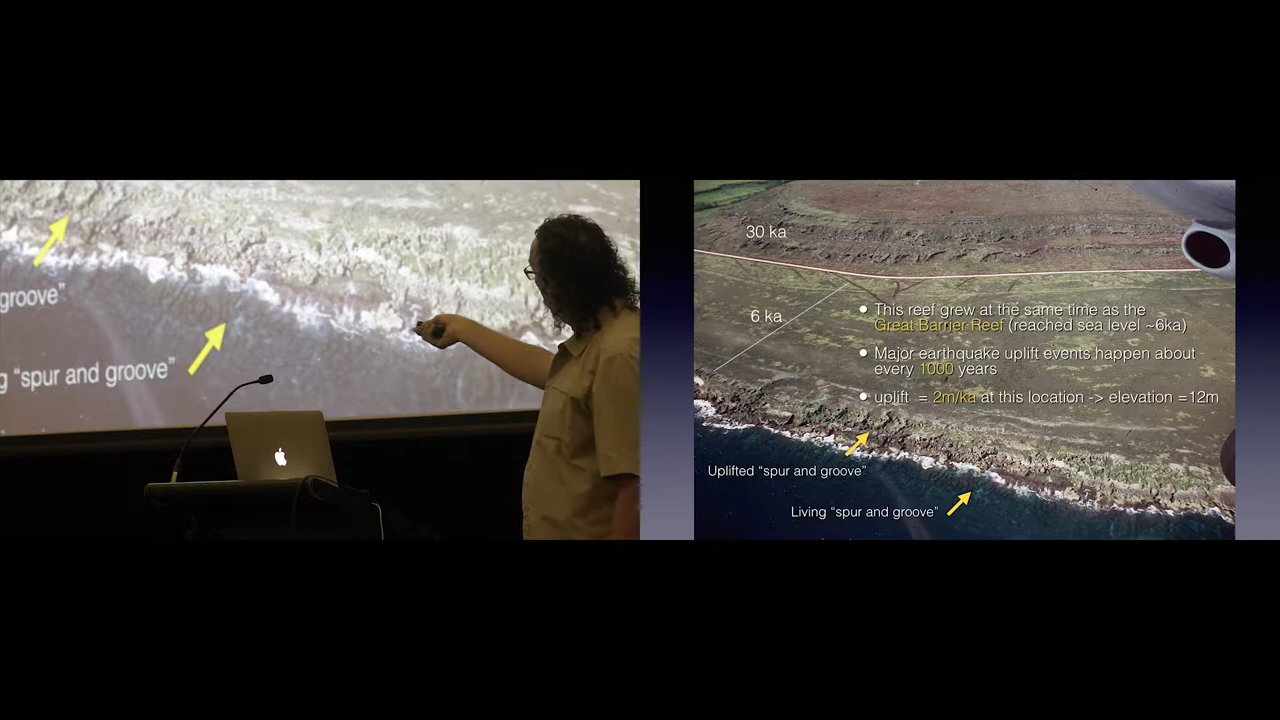 groove”
g “spur and groove”
30 ka
6 ka
This reef grew at the same time as the
Great Barrier Reef (reached sea level ~6ka)
Major earthquake uplift events happen about
every 1000 years
uplift = 2m/ka at this location -> elevation =12m
Uplifted “spur and groove”
Living “spur and groove”